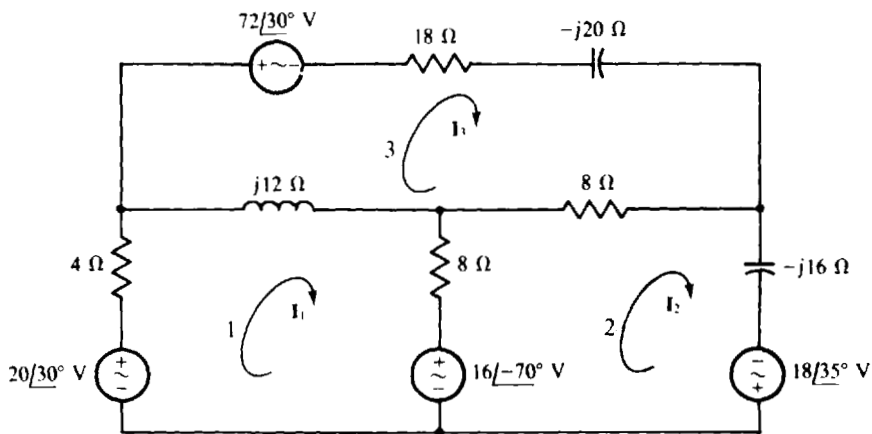 72/30° V
18 Ω
−j20 Ω
I₃
3
j12 Ω
8 Ω
4 Ω
8 Ω
−j16 Ω
1
I₁
2
I₂
20/30° V
+
−
16/−70° V
+
−
18/35° V
−
+
+ ~ −